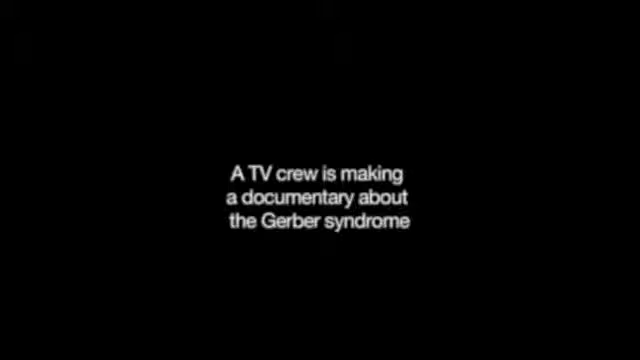 A TV crew is making
a documentary about
the Gerber syndrome